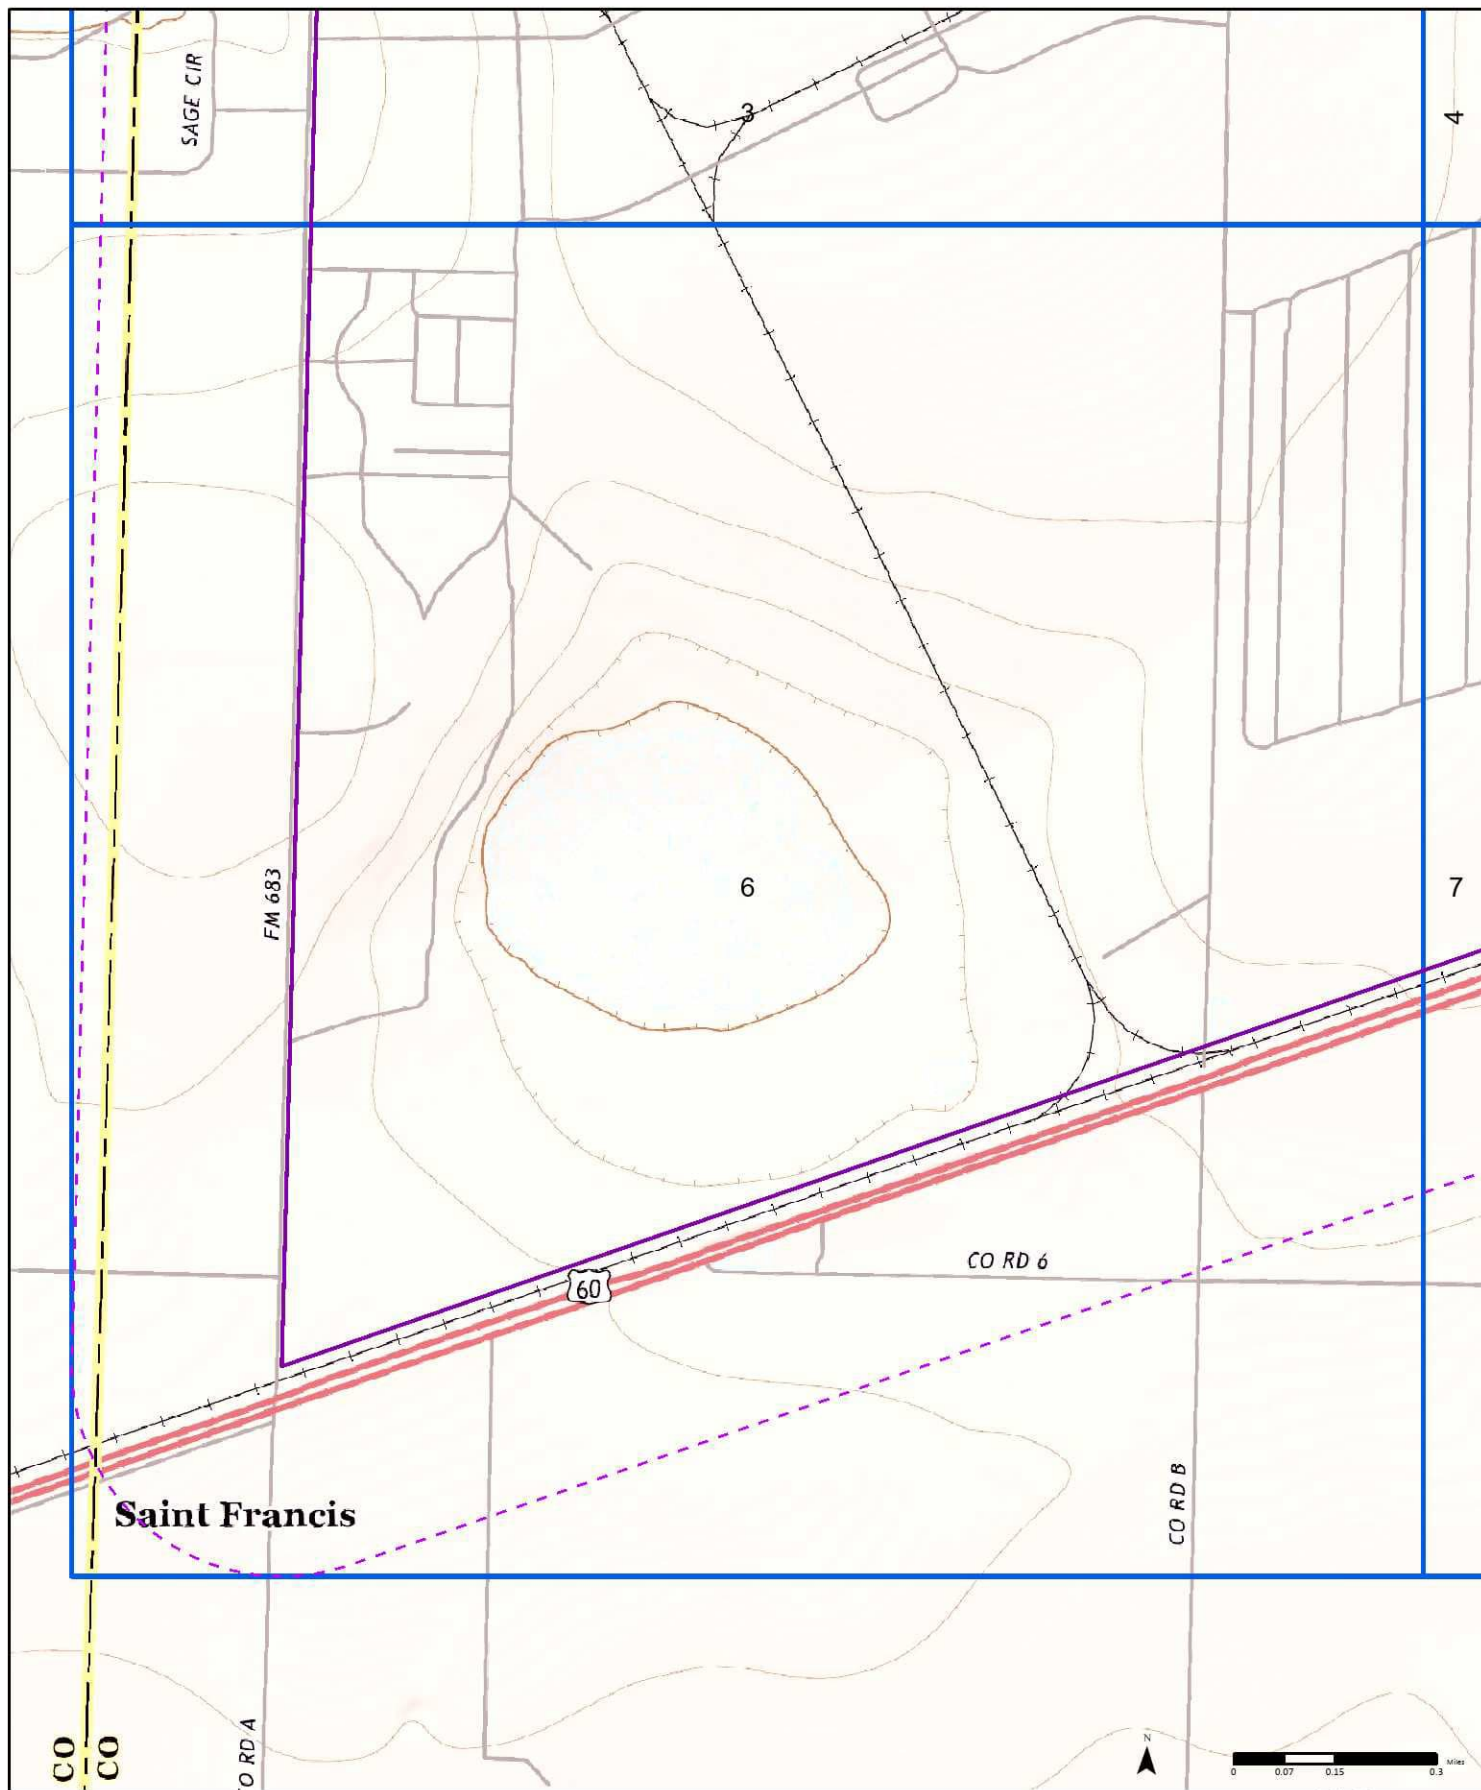 SAGE CIR
3
4
FM 683
6
7
CO RD 6
60
CO RD B
Saint Francis
CO
CO
O RD A
N
Miles
0 0.07 0.15 0.3